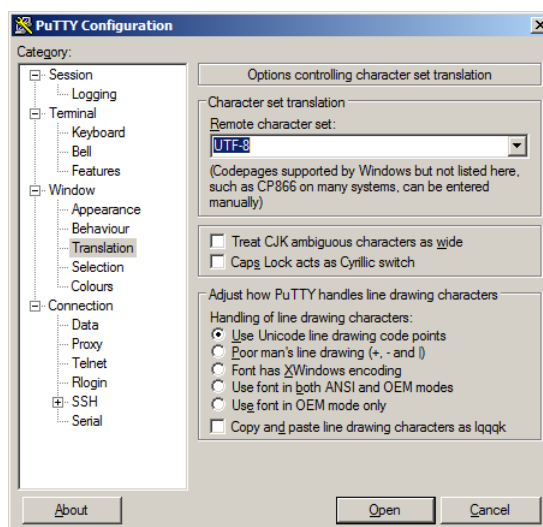 PuTTY Configuration
Category:
Session
Logging
Terminal
Keyboard
Bell
Features
Window
Appearance
Behaviour
Translation
Selection
Colours
Connection
Data
Proxy
Telnet
Rlogin
SSH
Serial
Options controlling character set translation
Character set translation
Remote character set:
UTF-8
(Codepages supported by Windows but not listed here,
such as CP866 on many systems, can be entered
manually)
Treat CJK ambiguous characters as wide
Caps Lock acts as Cyrillic switch
Adjust how PuTTY handles line drawing characters
Handling of line drawing characters:
Use Unicode line drawing code points
Poor man's line drawing (+, - and |)
Font has XWindows encoding
Use font in both ANSI and OEM modes
Use font in OEM mode only
Copy and paste line drawing characters as lqqqk
About
Open
Cancel